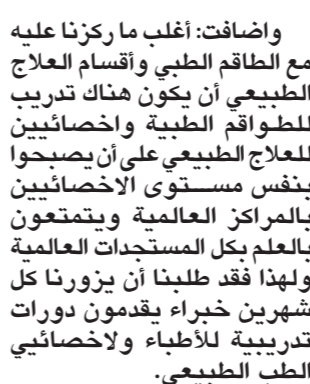 واضافت: أغلب ما ركزنا عليه
مع الطاقم الطبي وأقسام العلاج
الطبيعي أن يكون هناك تدريب
للطواقم الطبية واخصائيين
للعلاج الطبيعي على أن يصبحوا
بنفس مستوى الاخصائيين
بالمراكز العالمية ويتمتعون
بالعلم بكل المستجدات العالمية
ولهذا فقد طلبنا أن يزورنا كل
شهرين خبراء يقدمون دورات
تدريبية للأطباء ولاخصائيي
الطب الطبيعي.